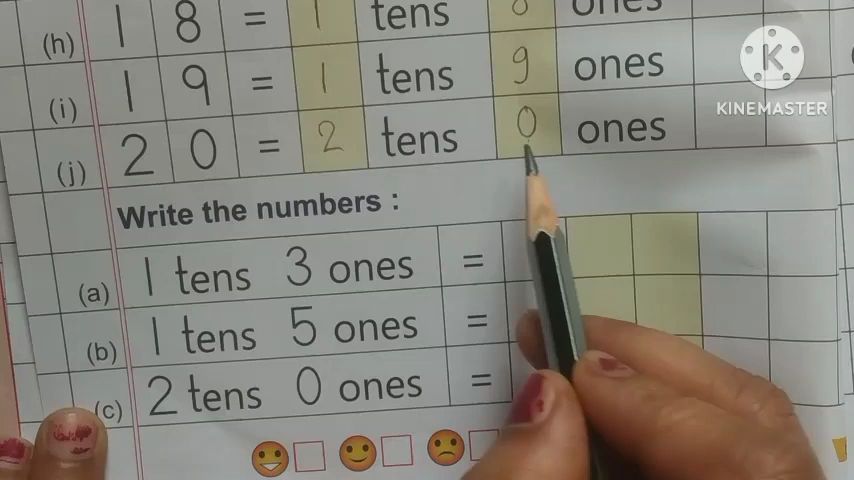 (h) 1 8 = 1 tens 8 ones
(i) 1 9 = 1 tens 9 ones
(j) 2 0 = 2 tens 0 ones
Write the numbers :
(a) 1 tens 3 ones =
(b) 1 tens 5 ones =
(c) 2 tens 0 ones =
K
KINEMASTER